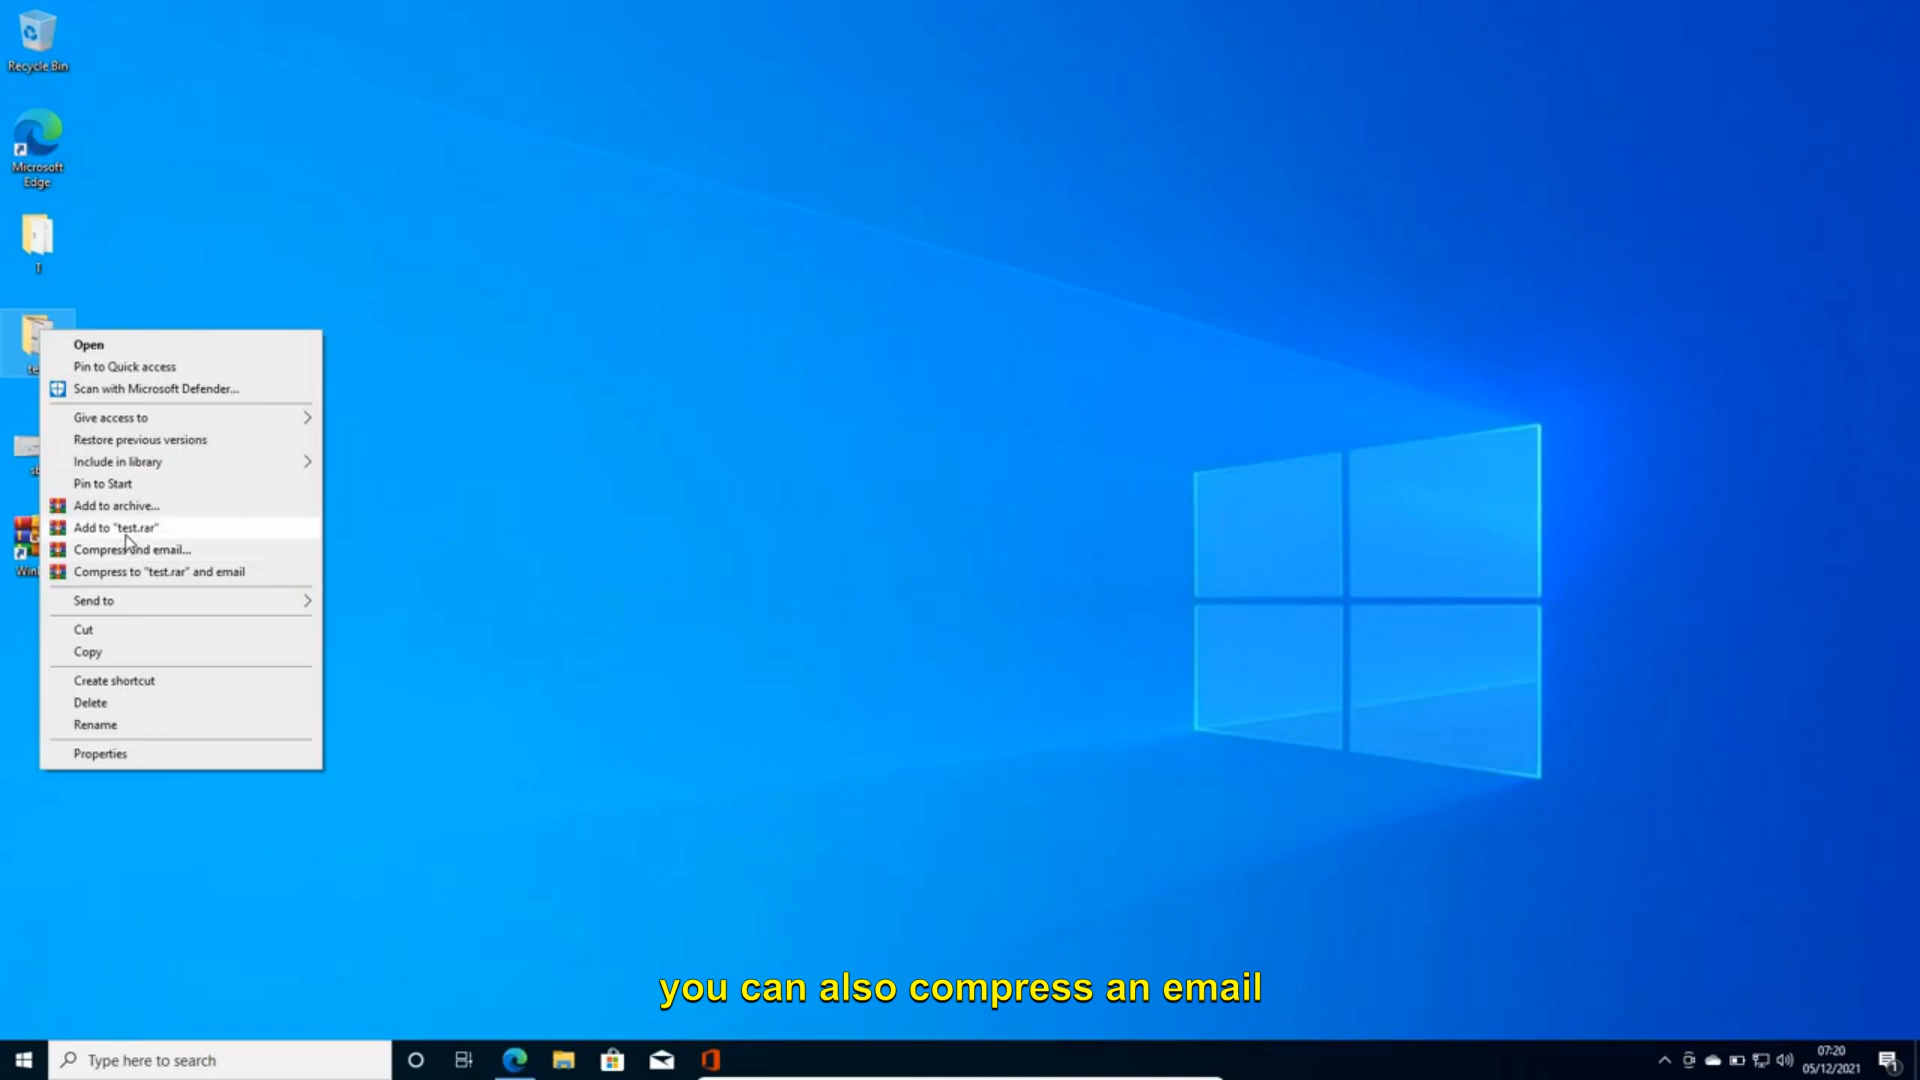 Recycle Bin
Microsoft
Edge
T
Open
Pin to Quick access
Scan with Microsoft Defender...
Give access to
Restore previous versions
Include in library
Pin to Start
Add to archive...
Add to "test.rar"
Compress and email...
Compress to "test.rar" and email
Send to
Cut
Copy
Create shortcut
Delete
Rename
Properties
you can also compress an email
Type here to search
07:20
05/12/2021
1